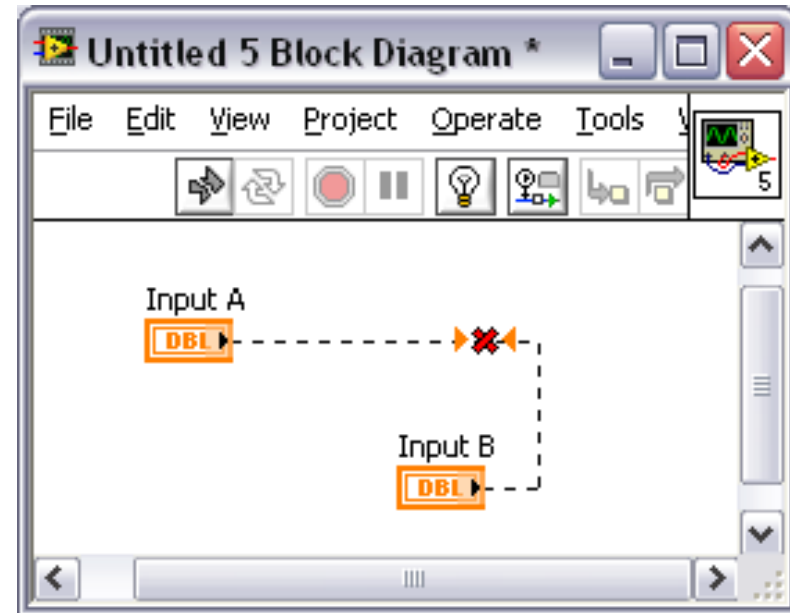 Untitled 5 Block Diagram *
File Edit View Project Operate Tools
5
Input A
DBL
Input B
DBL